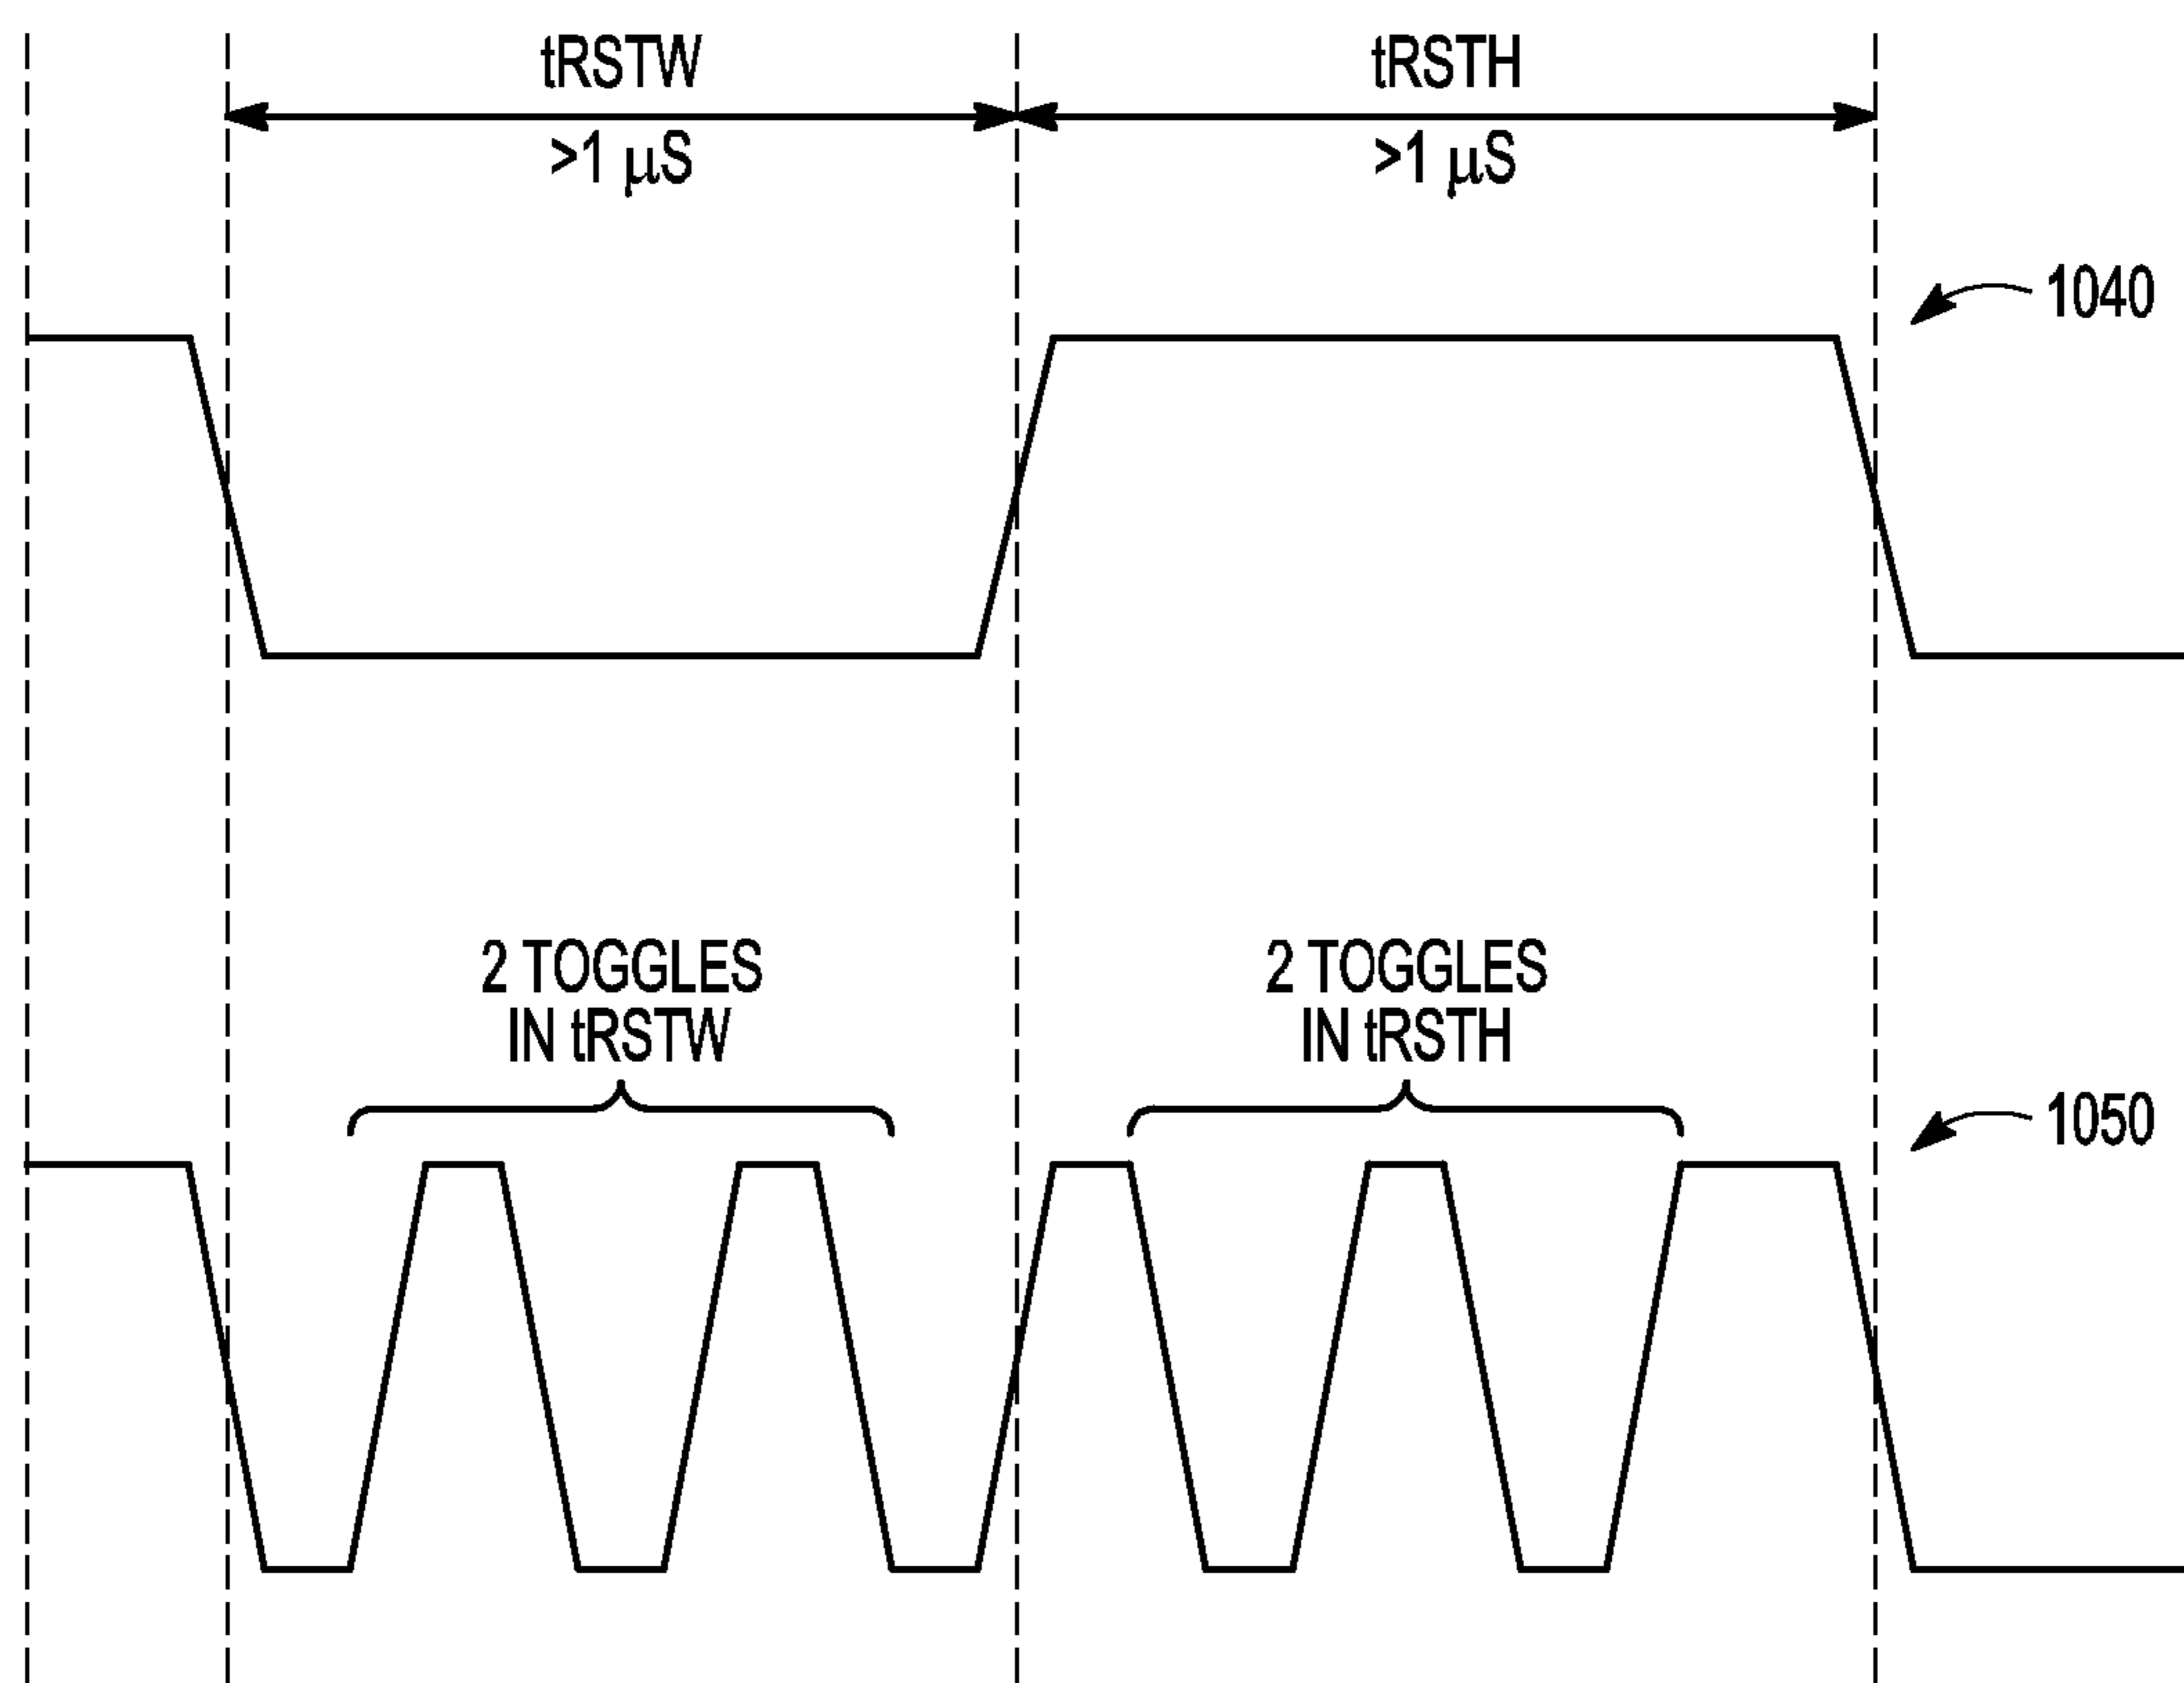 tRSTW
>1 μS
tRSTH
>1 μS
1040
2 TOGGLES
IN tRSTW
2 TOGGLES
IN tRSTH
1050